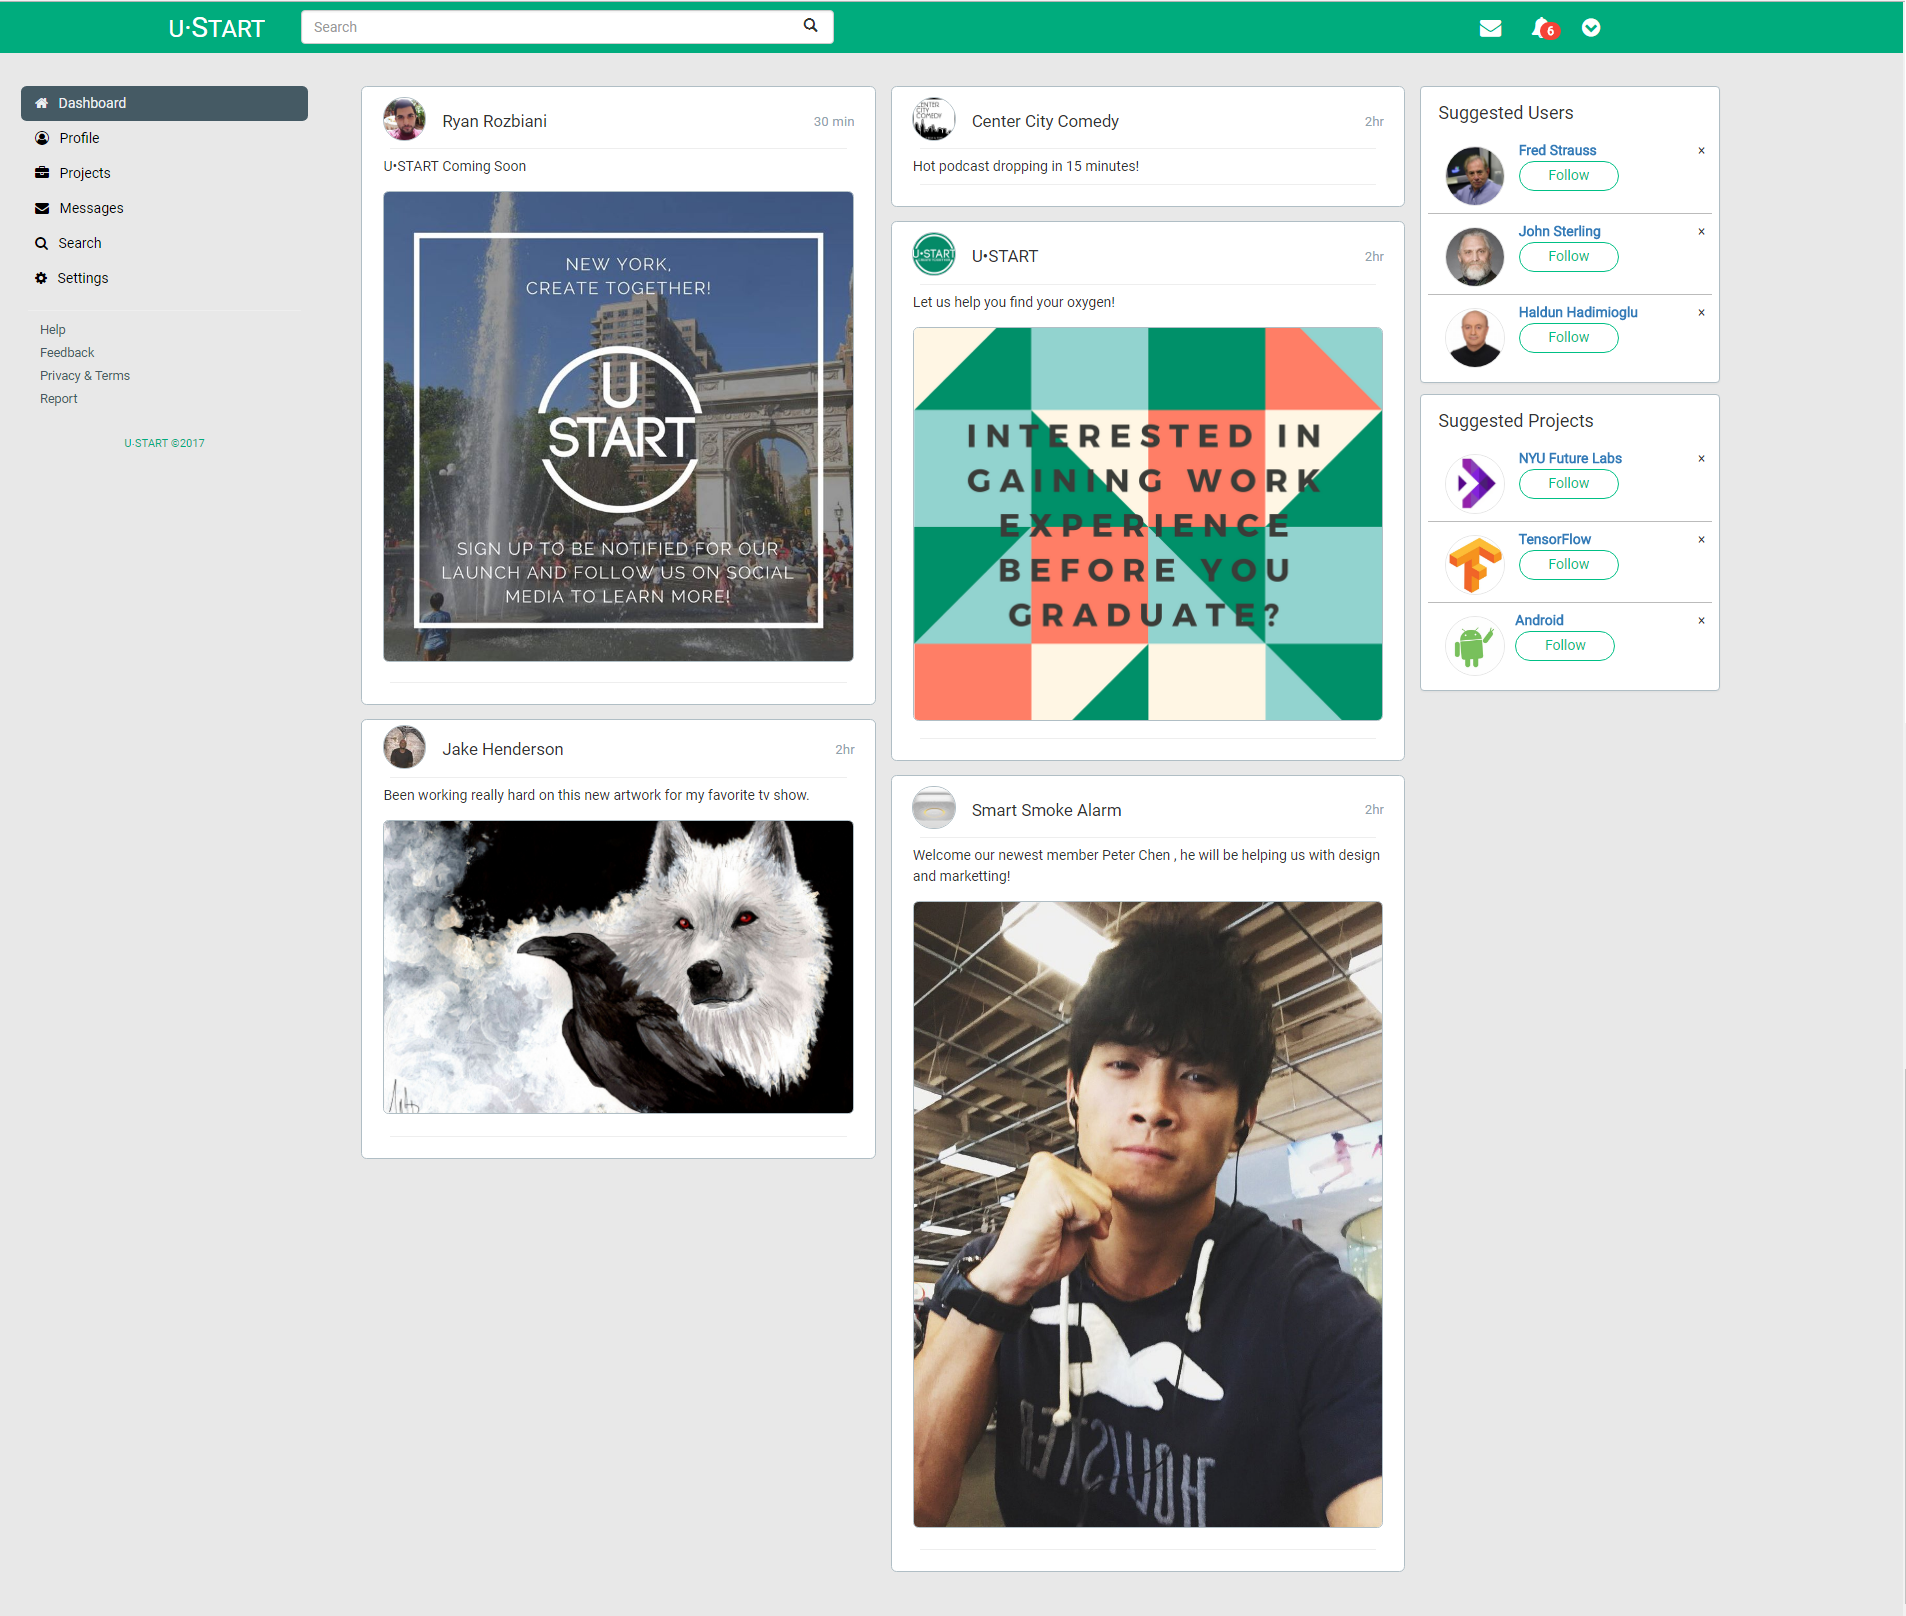 U·START
Search
6
Dashboard
Profile
Projects
Messages
Search
Settings
Help
Feedback
Privacy & Terms
Report
U·START ©2017
Ryan Rozbiani
30 min
U•START Coming Soon
NEW YORK,
CREATE TOGETHER!
U
START
SIGN UP TO BE NOTIFIED FOR OUR
LAUNCH AND FOLLOW US ON SOCIAL
MEDIA TO LEARN MORE!
Jake Henderson
2hr
Been working really hard on this new artwork for my favorite tv show.
CENTER
CITY
COMEDY
Center City Comedy
2hr
Hot podcast dropping in 15 minutes!
U•START
U•START
2hr
Let us help you find your oxygen!
INTERESTED IN
GAINING WORK
EXPERIENCE
BEFORE YOU
GRADUATE?
Smart Smoke Alarm
2hr
Welcome our newest member Peter Chen , he will be helping us with design
and marketting!
HOLLISTER
Suggested Users
Fred Strauss
×
Follow
John Sterling
×
Follow
Haldun Hadimioglu
×
Follow
Suggested Projects
NYU Future Labs
×
Follow
TensorFlow
×
Follow
Android
×
Follow